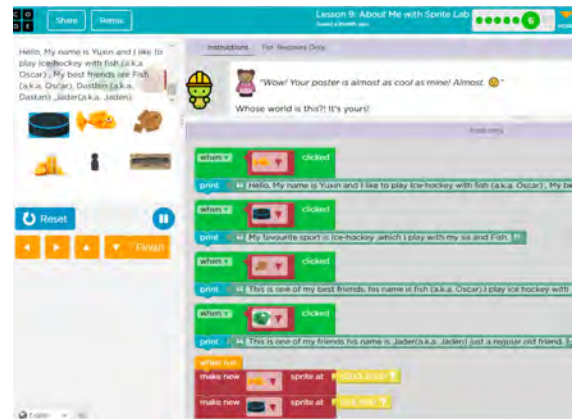 C O
D E
Share
Remix
Lesson 9: About Me with Sprite Lab
Saved a month ago
6
Instructions
For Teachers Only
Hello, My name is Yuxin and I like to
play ice-hockey with fish (a.k.a
Oscar) , My best friends are Fish
(a.k.a. Oscar), Dastbin (a.k.a.
Dastan) ,Jader(a.k.a. Jaden)
"Wow! Your poster is almost as cool as mine! Almost. 😉"
Whose world is this?! It's yours!
when clicked
print Hello, My name is Yuxin and I like to play ice-hockey with fish (a.k.a. Oscar) , My be
when clicked
print My favourite sport is ice-hockey ,which I play with my sis and Fish.
when clicked
print This is one of my best friends, his name is fish (a.k.a. Oscar).I play ice hockey with
when clicked
print This is one of my friends his name is Jader(a.k.a. Jaden) just a regular old friend.
when run
make new sprite at
make new sprite at
Reset
Finish
English